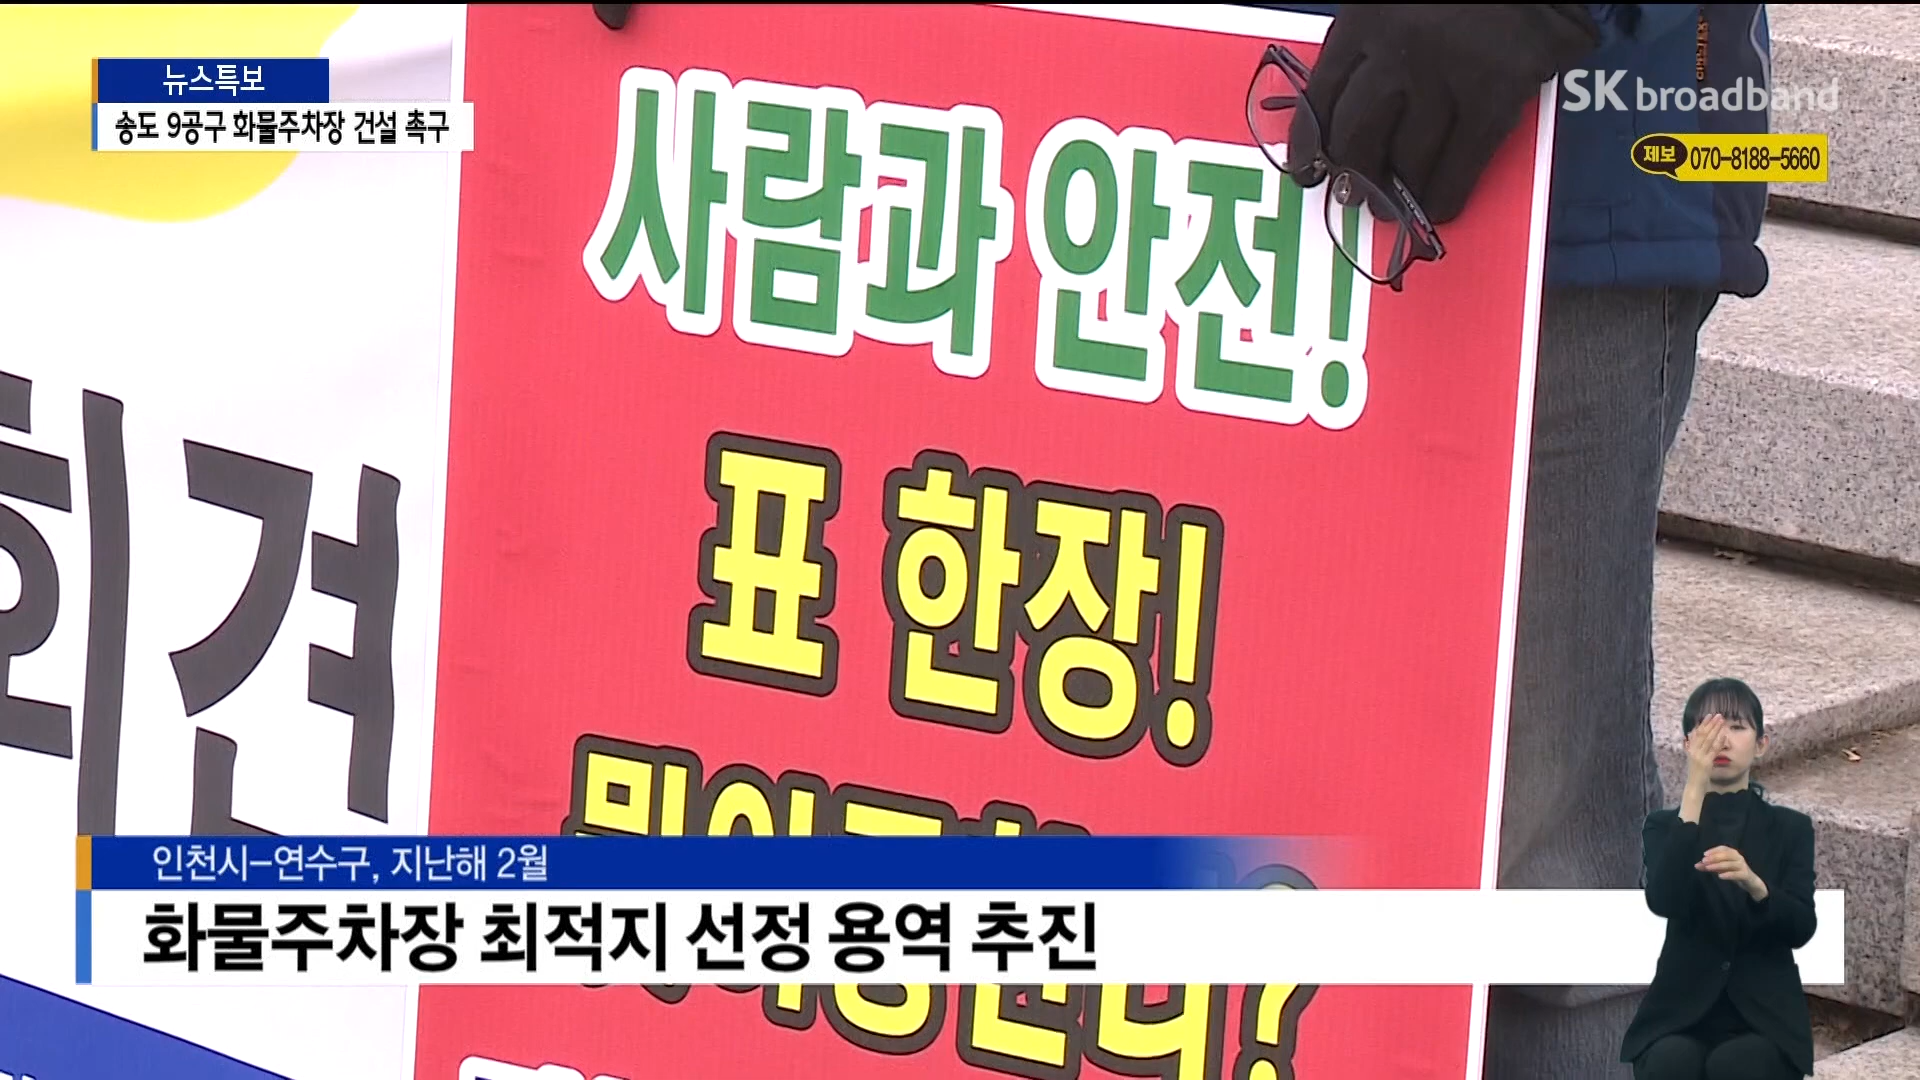 뉴스특보
송도 9공구 화물주차장 건설 촉구
SK broadband
제보 070-8188-5660
사람과 안전!
표 한장!
회견
인천시-연수구, 지난해 2월
화물주차장 최적지 선정 용역 추진